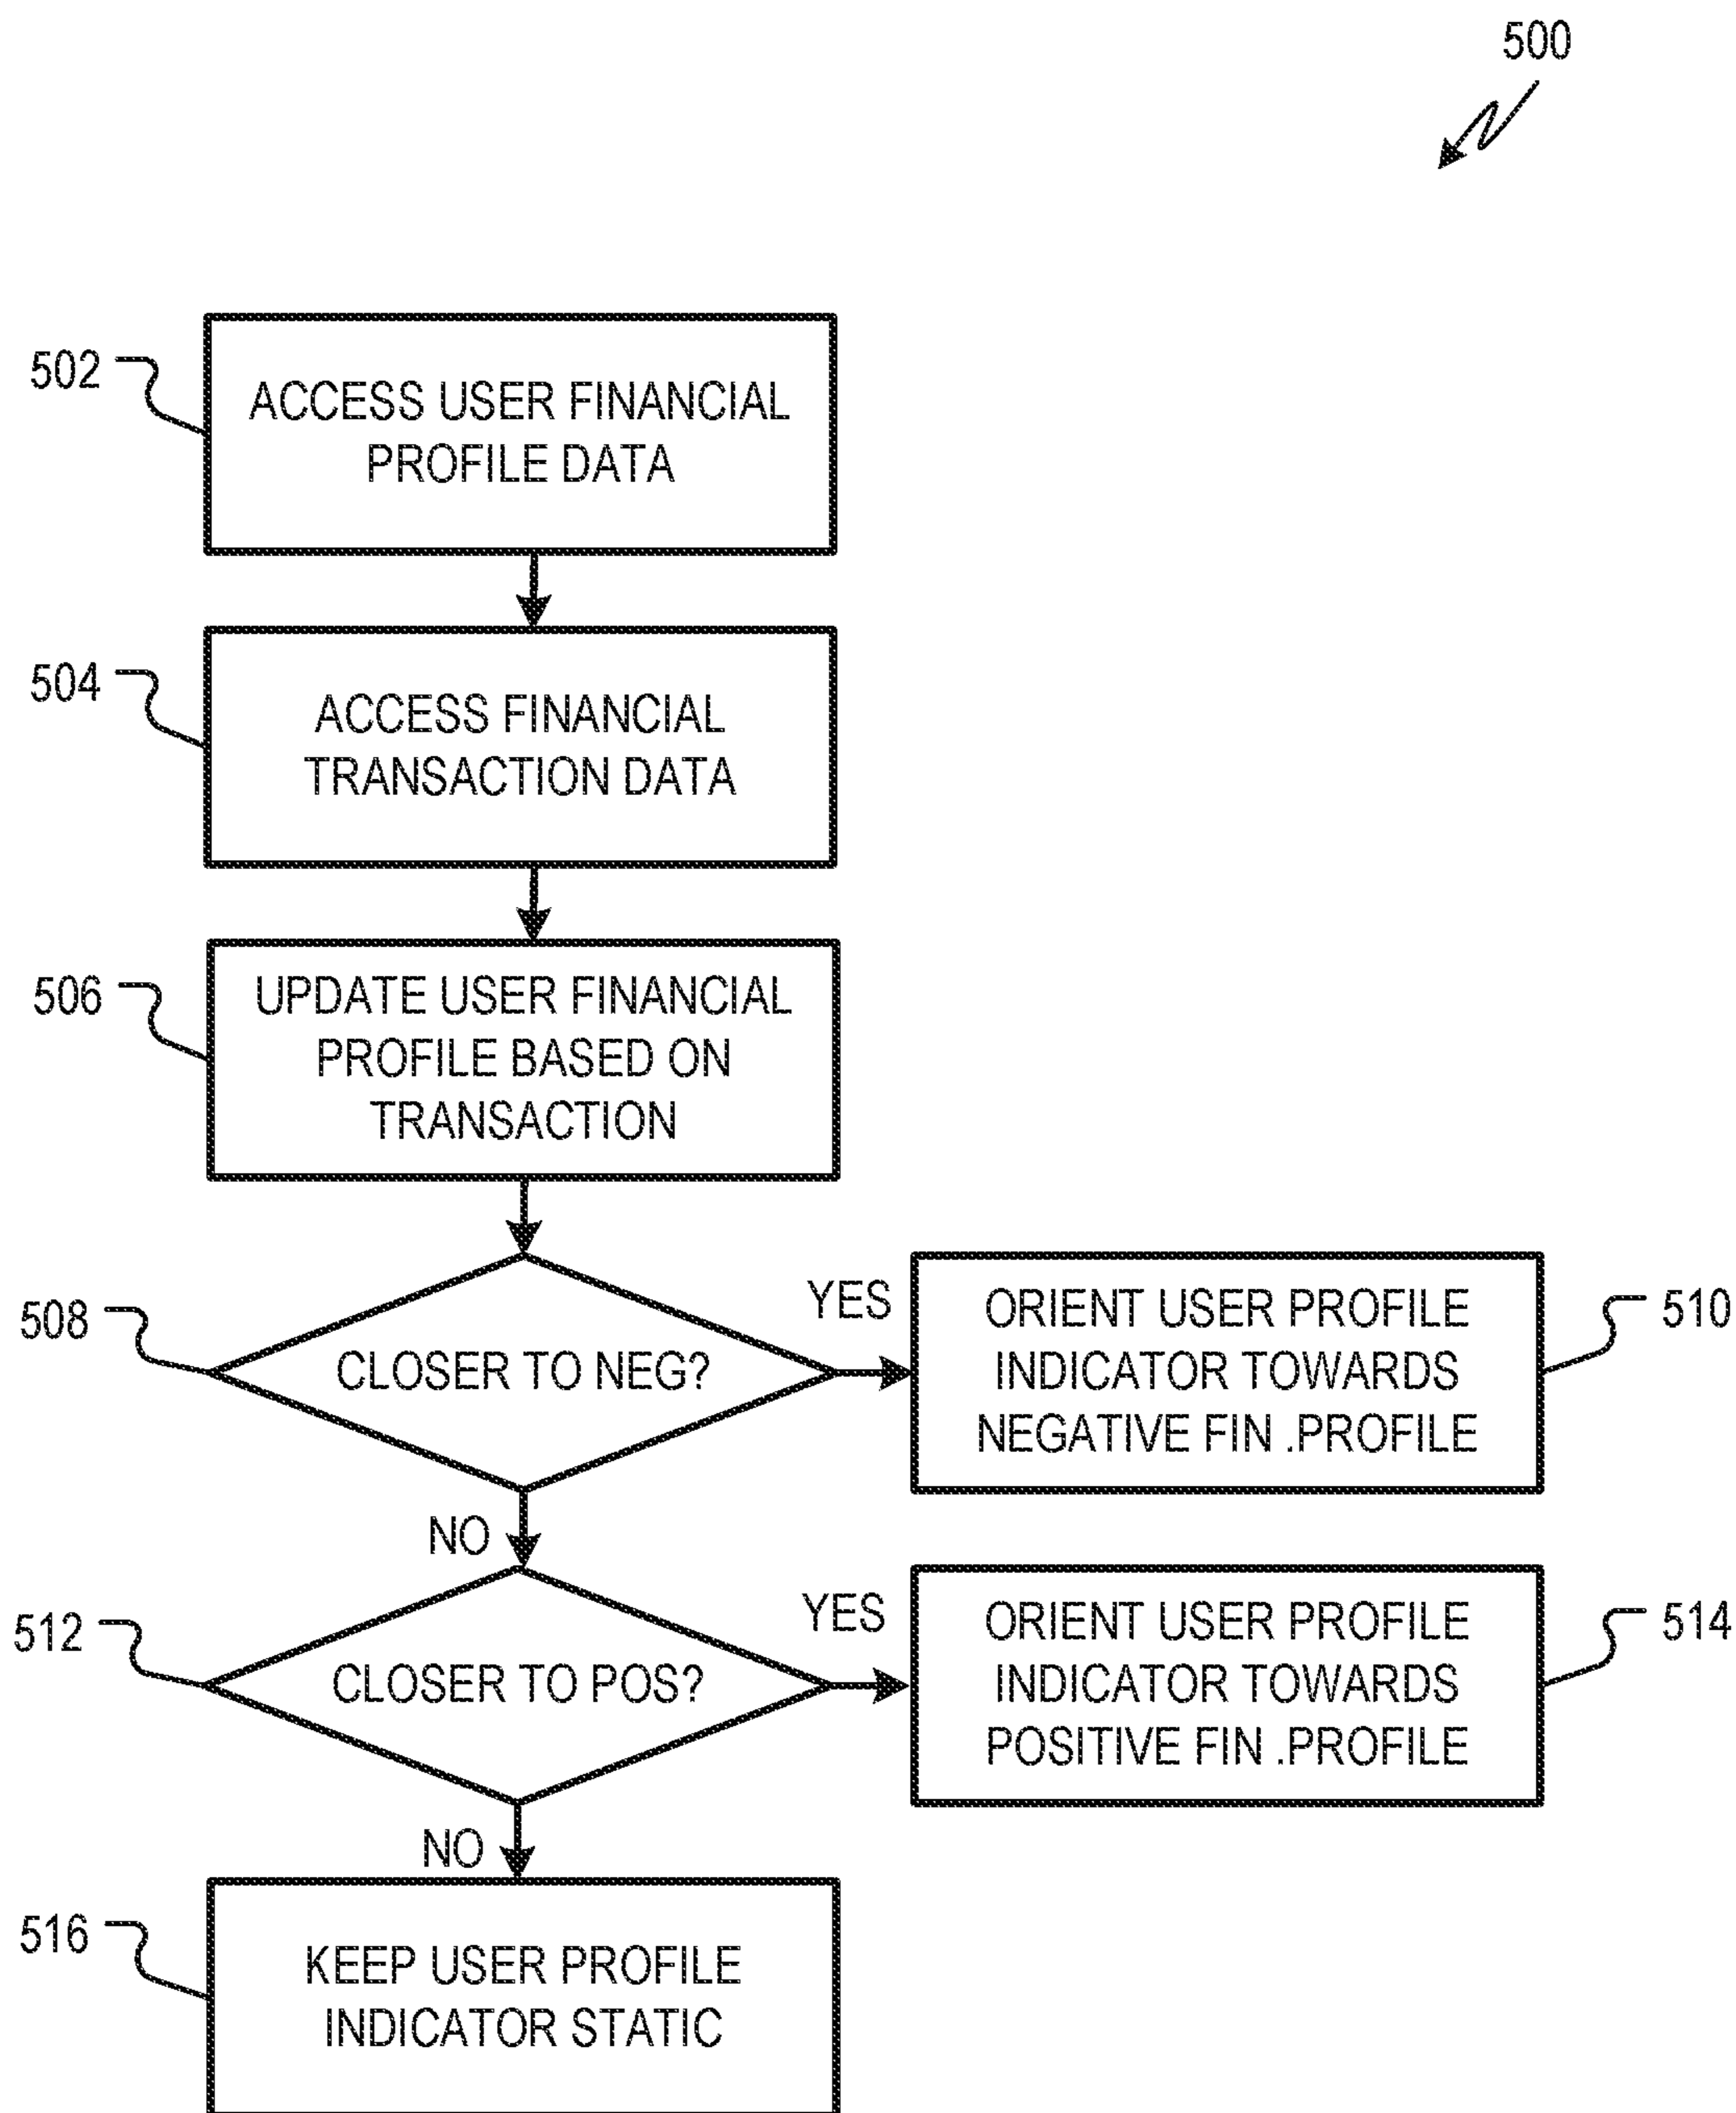 500
502
ACCESS USER FINANCIAL
PROFILE DATA
504
ACCESS FINANCIAL
TRANSACTION DATA
506
UPDATE USER FINANCIAL
PROFILE BASED ON
TRANSACTION
508
CLOSER TO NEG?
YES
ORIENT USER PROFILE
INDICATOR TOWARDS
NEGATIVE FIN .PROFILE
510
NO
512
CLOSER TO POS?
YES
ORIENT USER PROFILE
INDICATOR TOWARDS
POSITIVE FIN .PROFILE
514
NO
516
KEEP USER PROFILE
INDICATOR STATIC